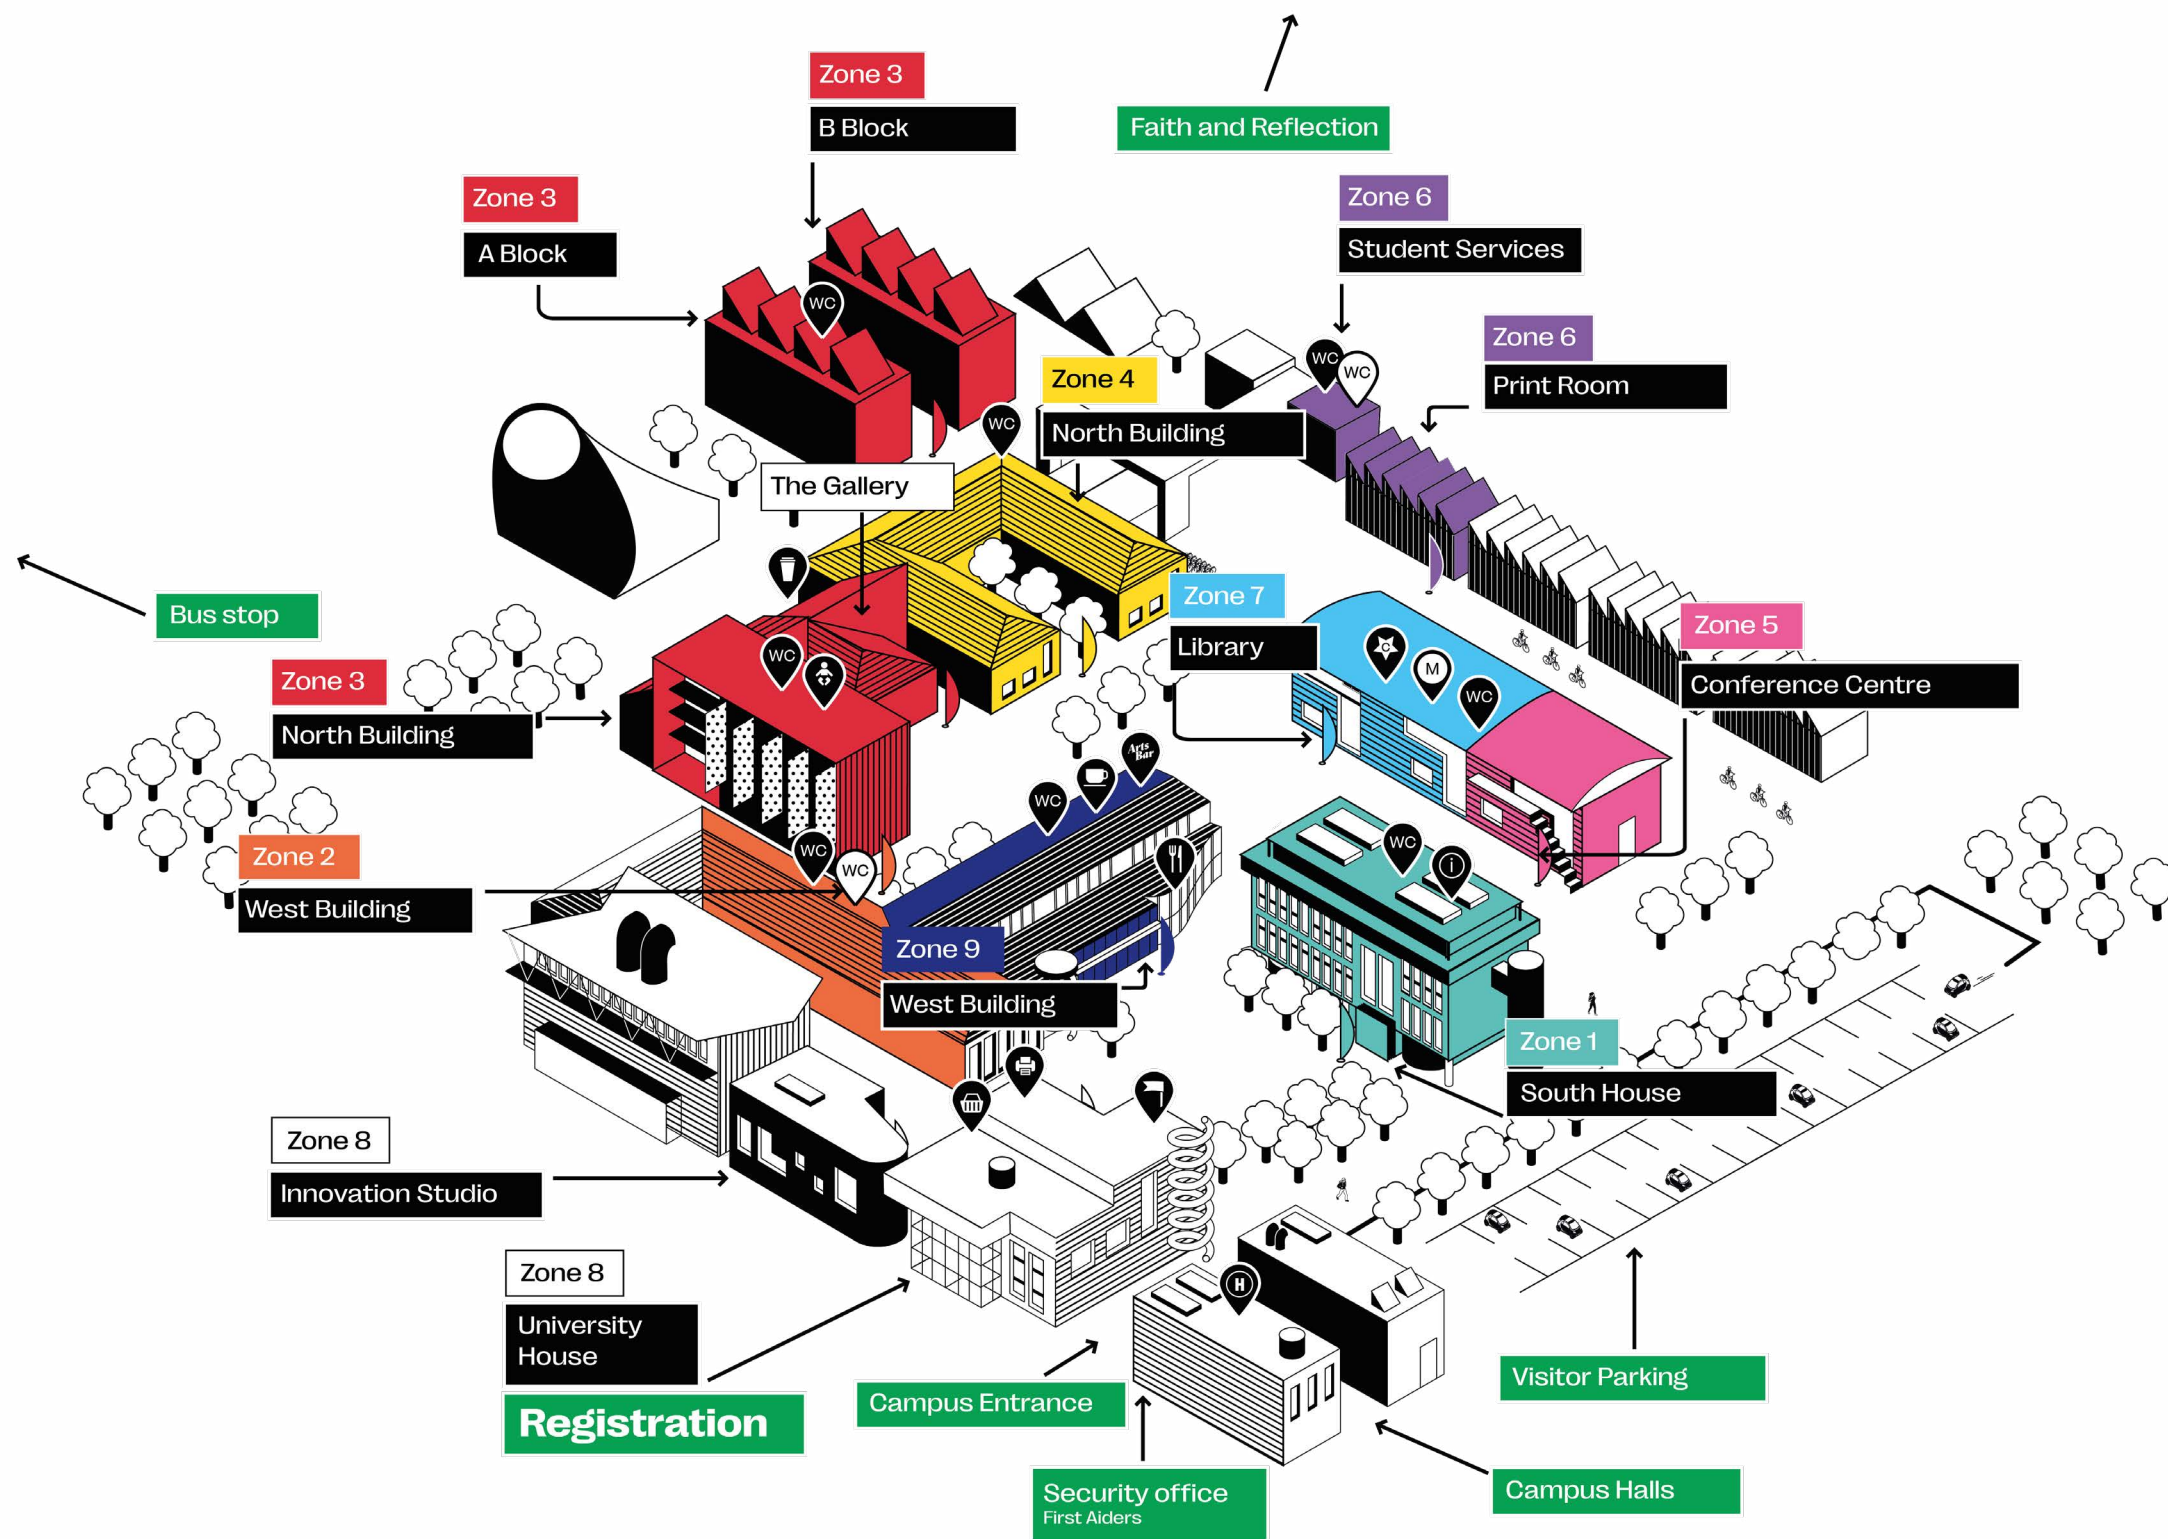 Zone 3
B Block
Faith and Reflection
Zone 3
A Block
Zone 6
Student Services
WC
Zone 6
Print Room
WC
WC
Zone 4
North Building
WC
The Gallery
Bus stop
Zone 7
Library
Zone 5
Conference Centre
C
M
WC
WC
Zone 3
North Building
Arts
Bar
WC
Zone 2
West Building
WC
WC
WC
i
Zone 9
West Building
Zone 1
South House
Zone 8
Innovation Studio
Zone 8
University
House
Registration
H
Campus Entrance
Visitor Parking
Security office
First Aiders
Campus Halls